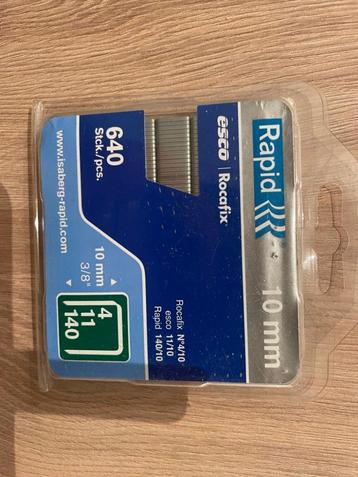 Rapid
10 mm
esco | Rocafix
640
Stck./pcs.
www.isaberg-rapid.com
10 mm
3/8"
4
11
140
Rocafix N°4/10
esco 11/10
Rapid 140/10